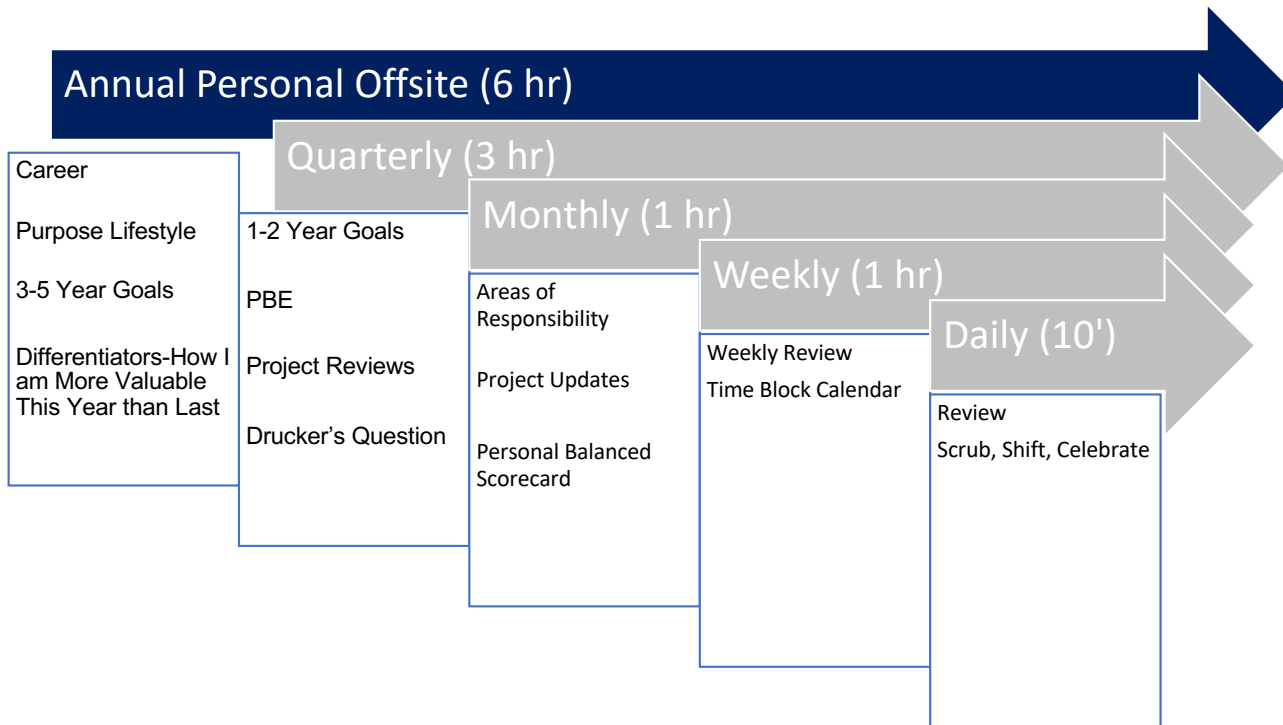 Annual Personal Offsite (6 hr)
Career
Purpose Lifestyle
3-5 Year Goals
Differentiators-How I
am More Valuable
This Year than Last
Quarterly (3 hr)
1-2 Year Goals
PBE
Project Reviews
Drucker’s Question
Monthly (1 hr)
Areas of
Responsibility
Project Updates
Personal Balanced
Scorecard
Weekly (1 hr)
Weekly Review
Time Block Calendar
Daily (10')
Review
Scrub, Shift, Celebrate